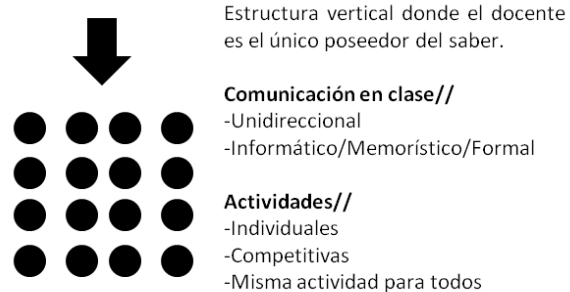 Estructura vertical donde el docente
es el único poseedor del saber.
Comunicación en clase//
-Unidireccional
-Informático/Memorístico/Formal
Actividades//
-Individuales
-Competitivas
-Misma actividad para todos